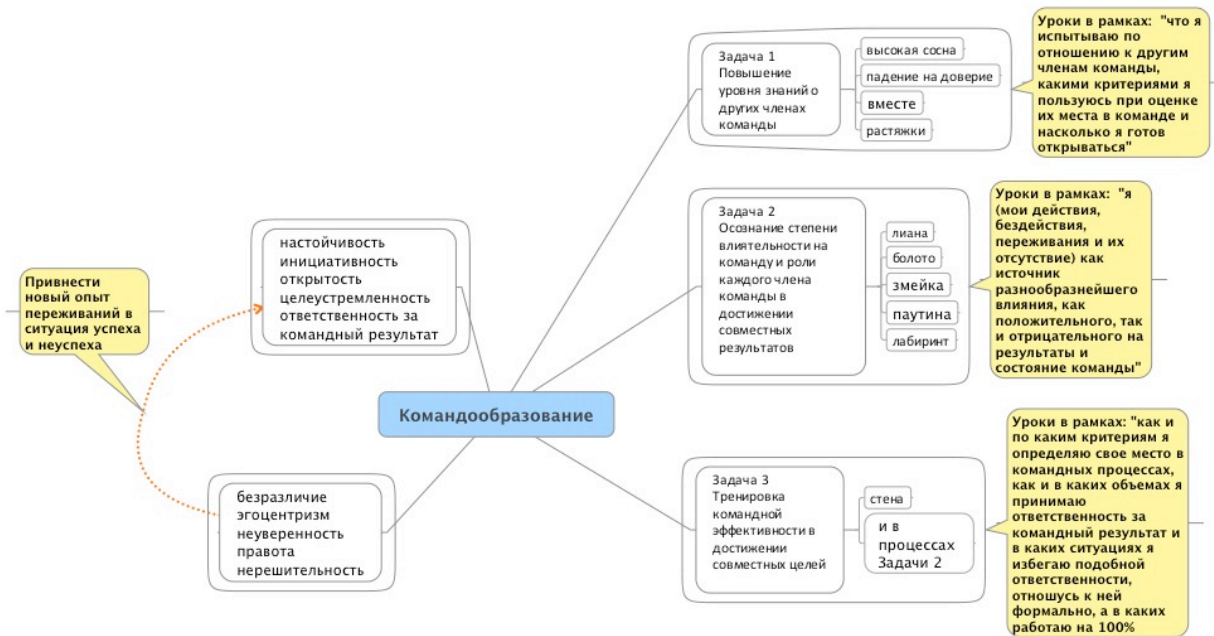 Командообразование
Задача 1
Повышение
уровня знаний о
других членах
команды
высокая сосна
падение на доверие
вместе
растяжки
Уроки в рамках:  "что я
испытываю по
отношению к другим
членам команды,
какими критериями я
пользуюсь при оценке
их места в команде и
насколько я готов
открываться"
Задача 2
Осознание степени
влиятельности на
команду и роли
каждого члена
команды в
достижении
совместных
результатов
лиана
болото
змейка
паутина
лабиринт
Уроки в рамках:  "я
(мои действия,
бездействия,
переживания и их
отсутствие) как
источник
разнообразнейшего
влияния, как
положительного, так
и отрицательного на
результаты и
состояние команды"
Задача 3
Тренировка
командной
эффективности в
достижении
совместных целей
стена
и в
процессах
Задачи 2
Уроки в рамках: "как и
по каким критериям я
определяю свое место в
командных процессах,
как и в каких объемах я
принимаю
ответственность за
командный результат и
в каких ситуациях я
избегаю подобной
ответственности,
отношусь к ней
формально, а в каких
работаю на 100%
настойчивость
инициативность
открытость
целеустремленность
ответственность за
командный результат
Привнести
новый опыт
переживаний в
ситуация успеха
и неуспеха
безразличие
эгоцентризм
неуверенность
правота
нерешительность